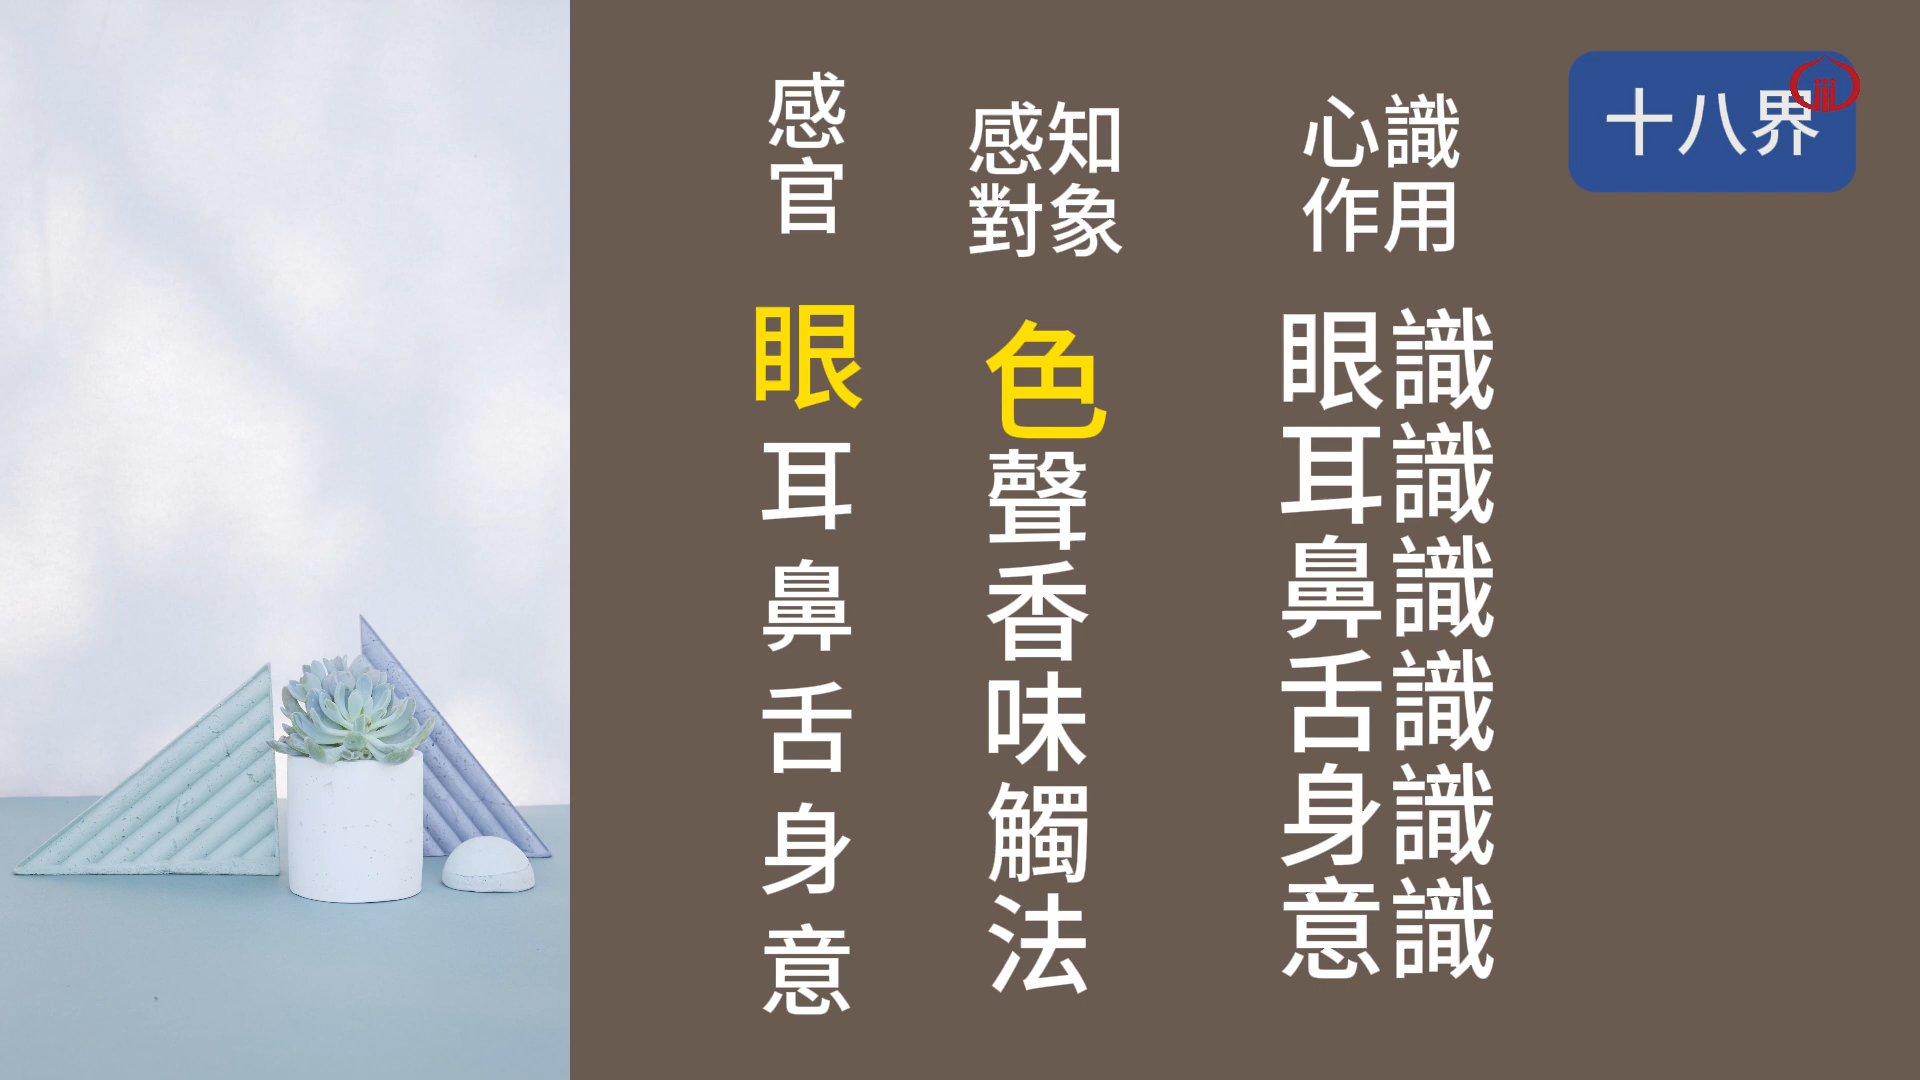 十八界
感官
感知
對象
心識
作用
眼
耳
鼻
舌
身
意
色
聲
香
味
觸
法
眼識
耳識
鼻識
舌識
身識
意識